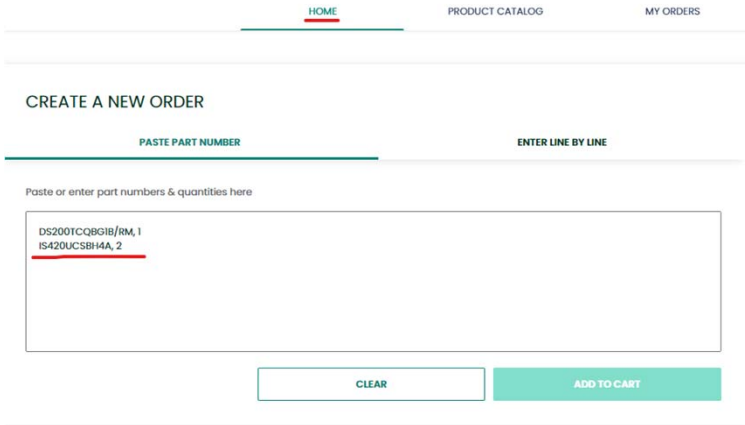 HOME PRODUCT CATALOG MY ORDERS
CREATE A NEW ORDER
PASTE PART NUMBER ENTER LINE BY LINE
Paste or enter part numbers & quantities here
DS200TCQBG1B/RM, 1
IS420UCSBH4A, 2
CLEAR ADD TO CART